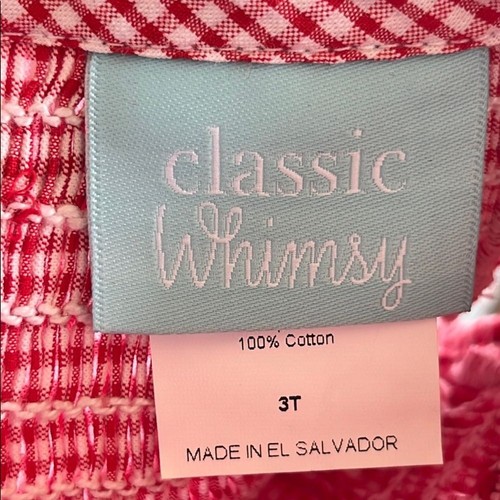 classic
Whimsy
100% Cotton
3T
MADE IN EL SALVADOR